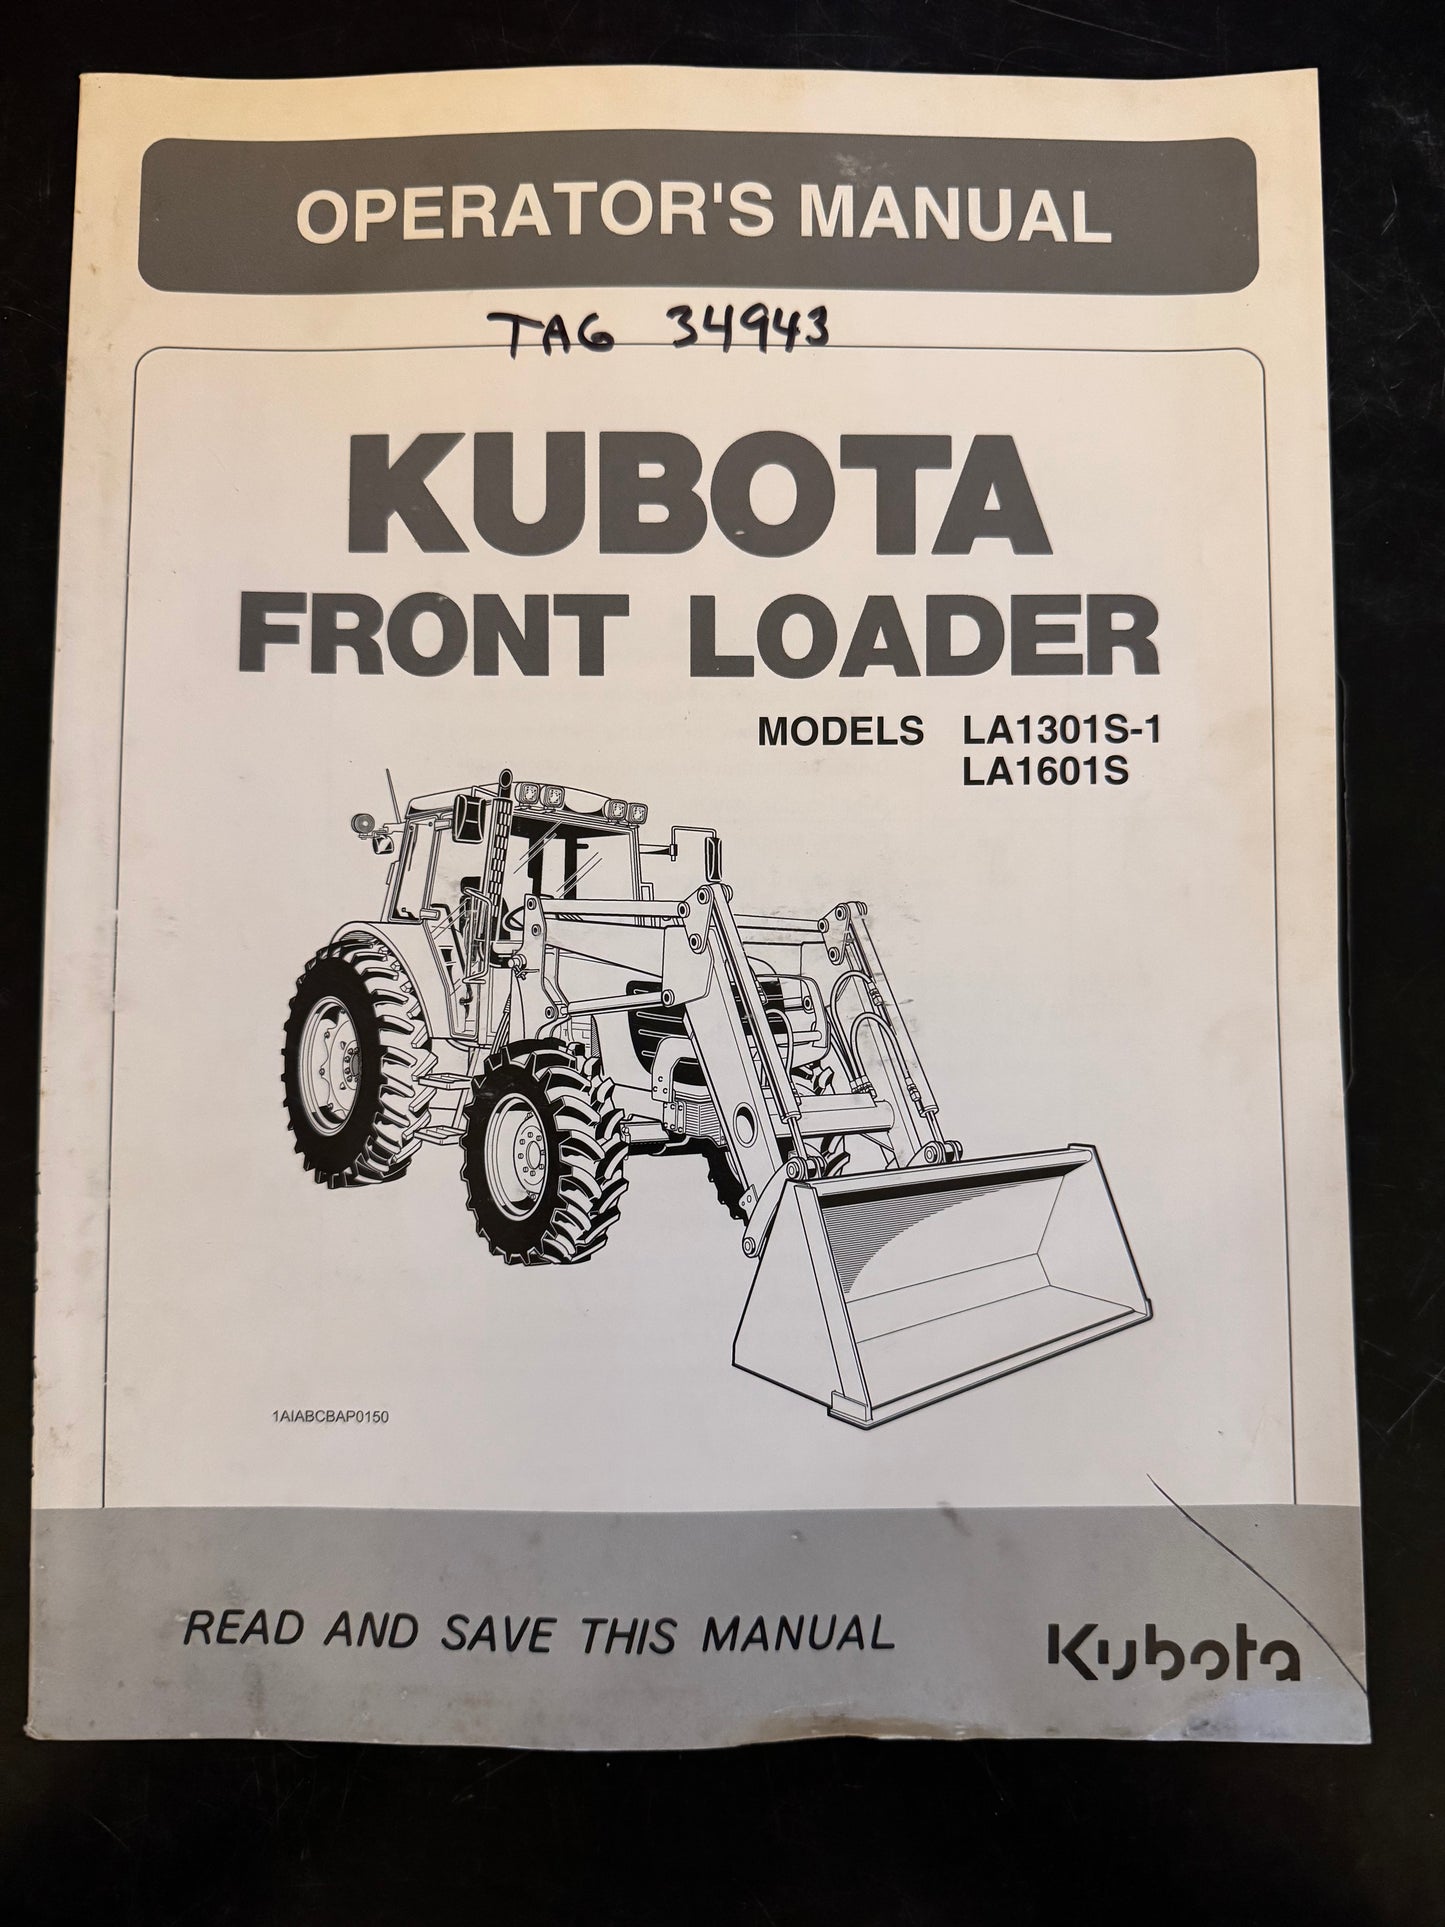 OPERATOR'S MANUAL
TAG 34943
KUBOTA
FRONT LOADER
MODELS LA1301S-1
LA1601S
1AIABCBAP0150
READ AND SAVE THIS MANUAL
Kubota